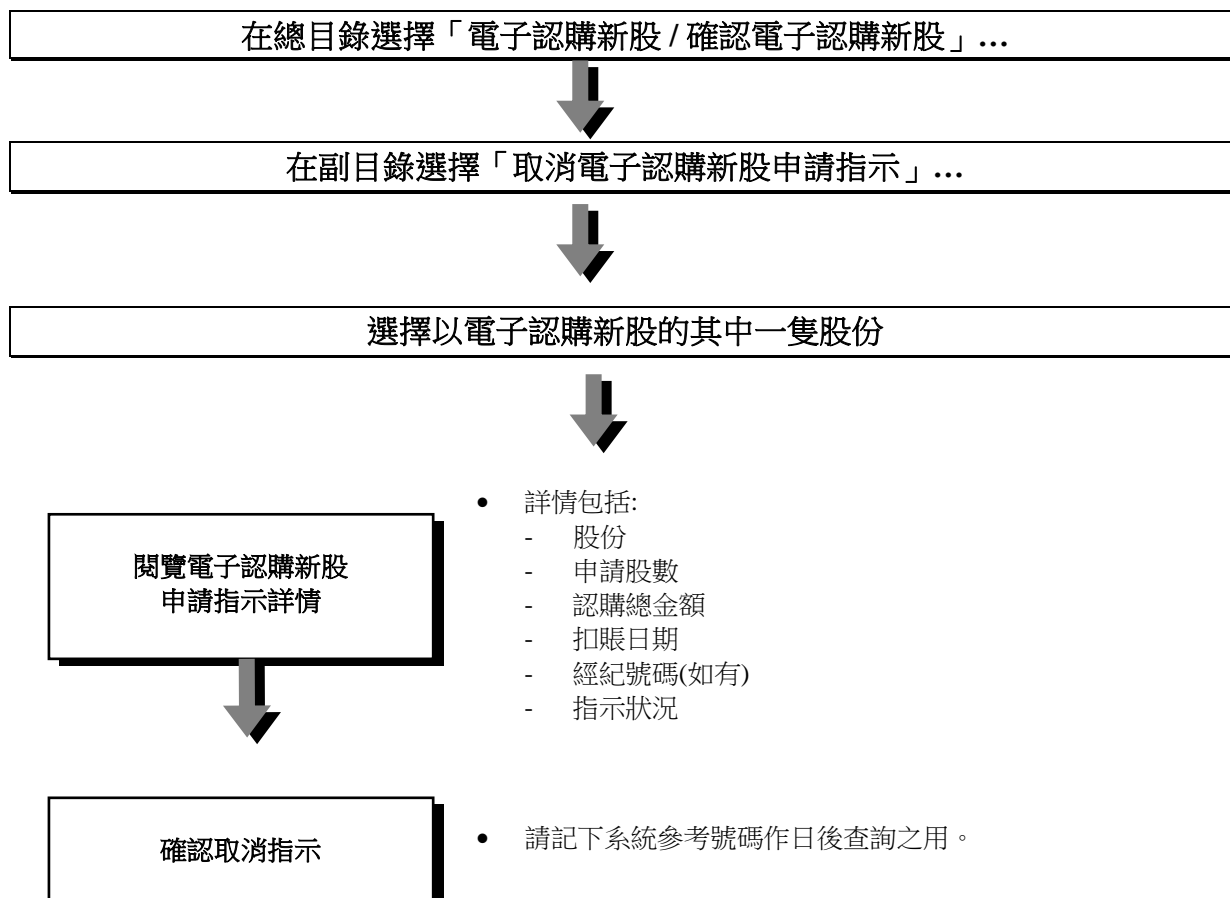 在總目錄選擇「電子認購新股 / 確認電子認購新股」…
在副目錄選擇「取消電子認購新股申請指示」…
選擇以電子認購新股的其中一隻股份
• 詳情包括:
- 股份
- 申請股數
- 認購總金額
- 扣賬日期
- 經紀號碼(如有)
- 指示狀況
閱覽電子認購新股
申請指示詳情
確認取消指示
• 請記下系統參考號碼作日後查詢之用。